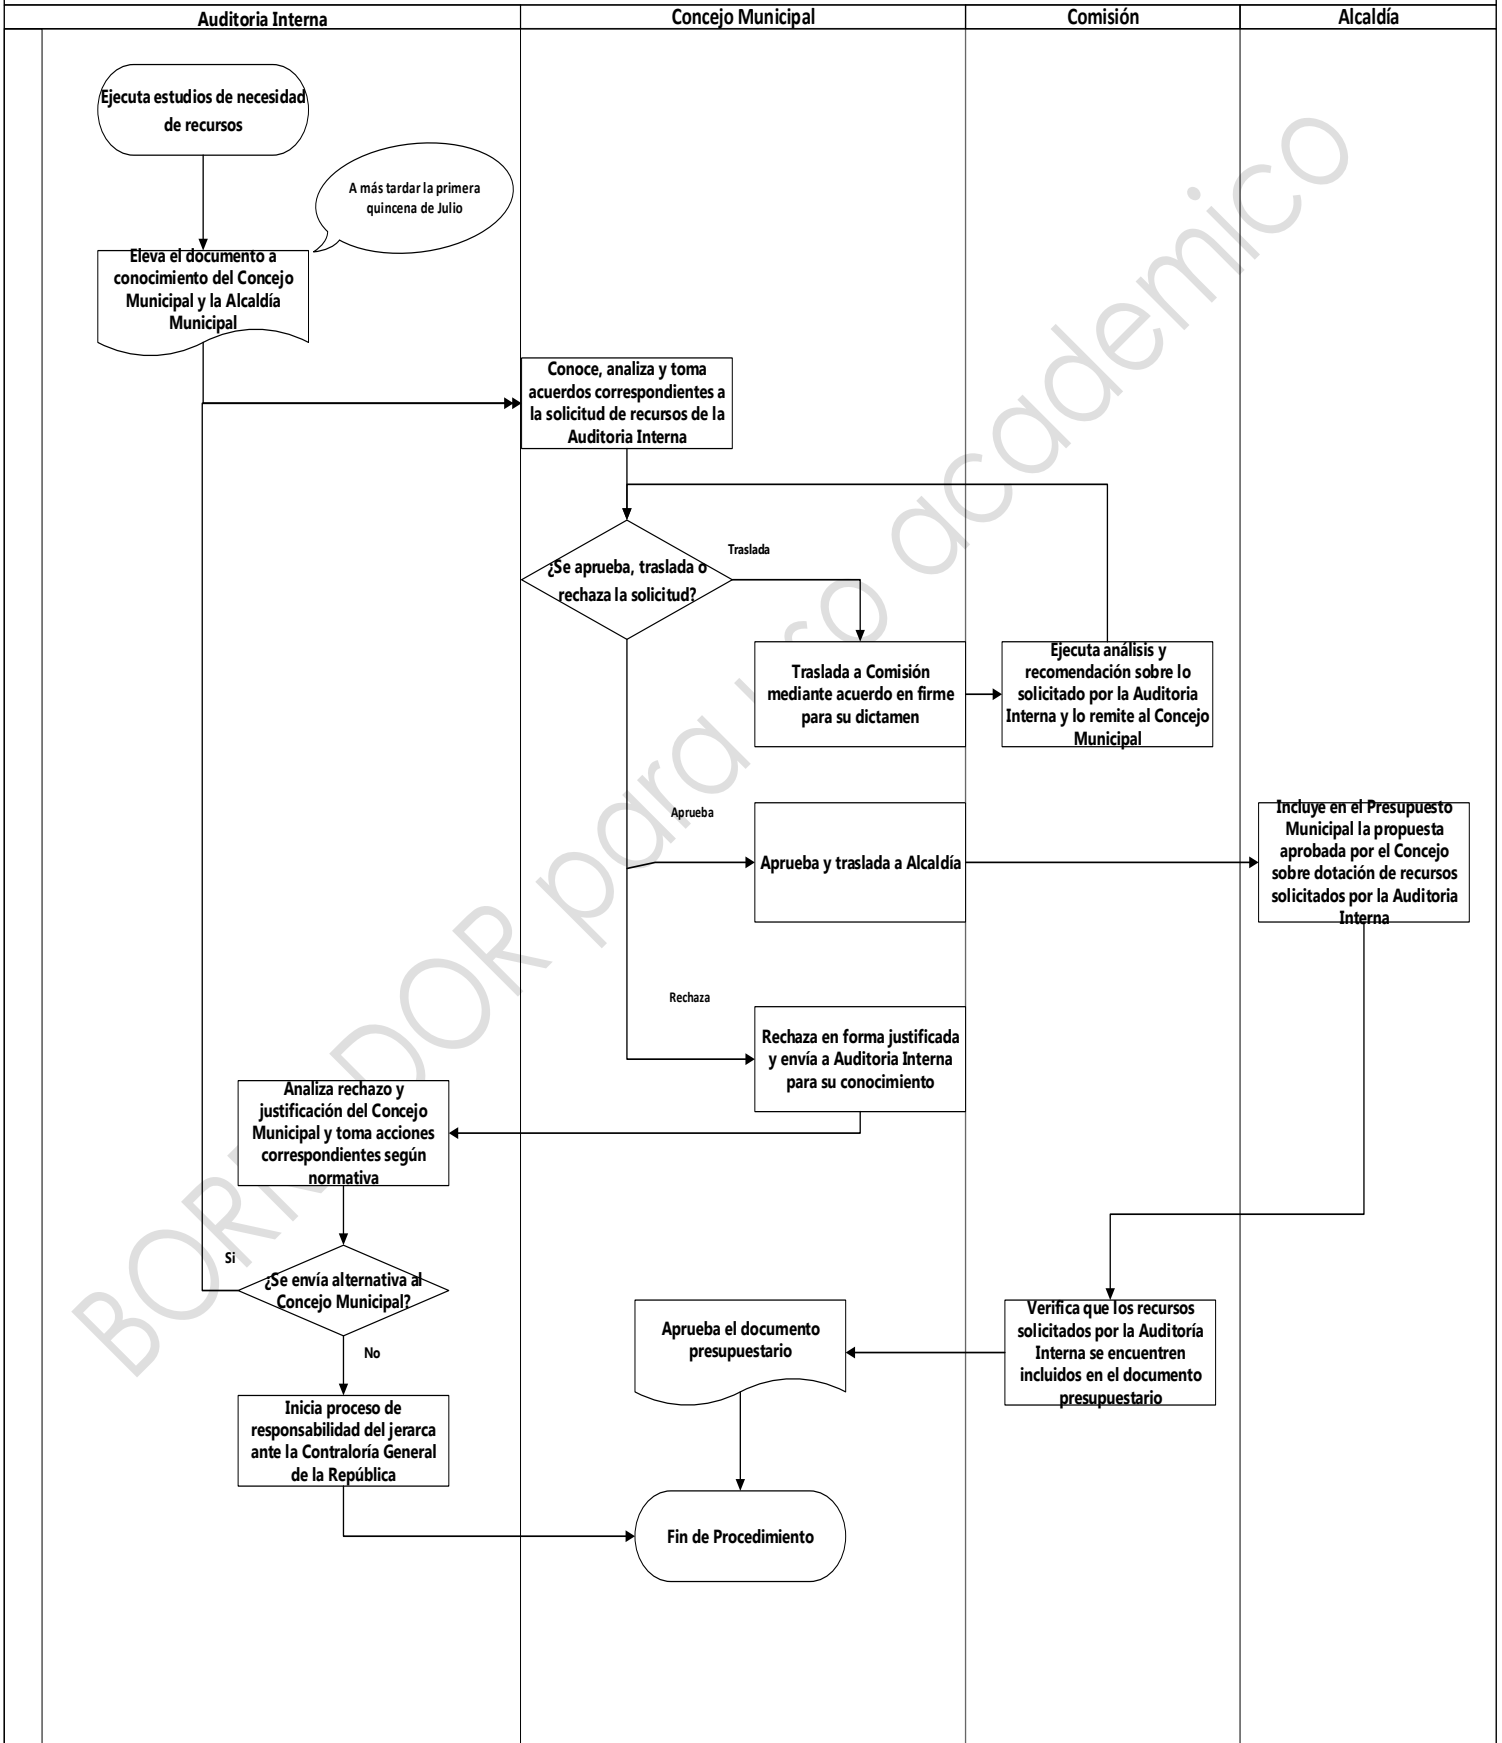 Auditoria Interna
Concejo Municipal
Comisión
Alcaldía
Ejecuta estudios de necesidad
de recursos
A más tardar la primera
quincena de Julio
Eleva el documento a
conocimiento del Concejo
Municipal y la Alcaldía
Municipal
Conoce, analiza y toma
acuerdos correspondientes a
la solicitud de recursos de la
Auditoria Interna
¿Se aprueba, traslada o
rechaza la solicitud?
Traslada
Traslada a Comisión
mediante acuerdo en firme
para su dictamen
Ejecuta análisis y
recomendación sobre lo
solicitado por la Auditoria
Interna y lo remite al Concejo
Municipal
Aprueba
Aprueba y traslada a Alcaldía
Incluye en el Presupuesto
Municipal la propuesta
aprobada por el Concejo
sobre dotación de recursos
solicitados por la Auditoria
Interna
Rechaza
Rechaza en forma justificada
y envía a Auditoria Interna
para su conocimiento
Analiza rechazo y
justificación del Concejo
Municipal y toma acciones
correspondientes según
normativa
Si
¿Se envía alternativa al
Concejo Municipal?
No
Inicia proceso de
responsabilidad del jerarca
ante la Contraloría General
de la República
Verifica que los recursos
solicitados por la Auditoría
Interna se encuentren
incluidos en el documento
presupuestario
Aprueba el documento
presupuestario
Fin de Procedimiento
BORRADOR para uso academico